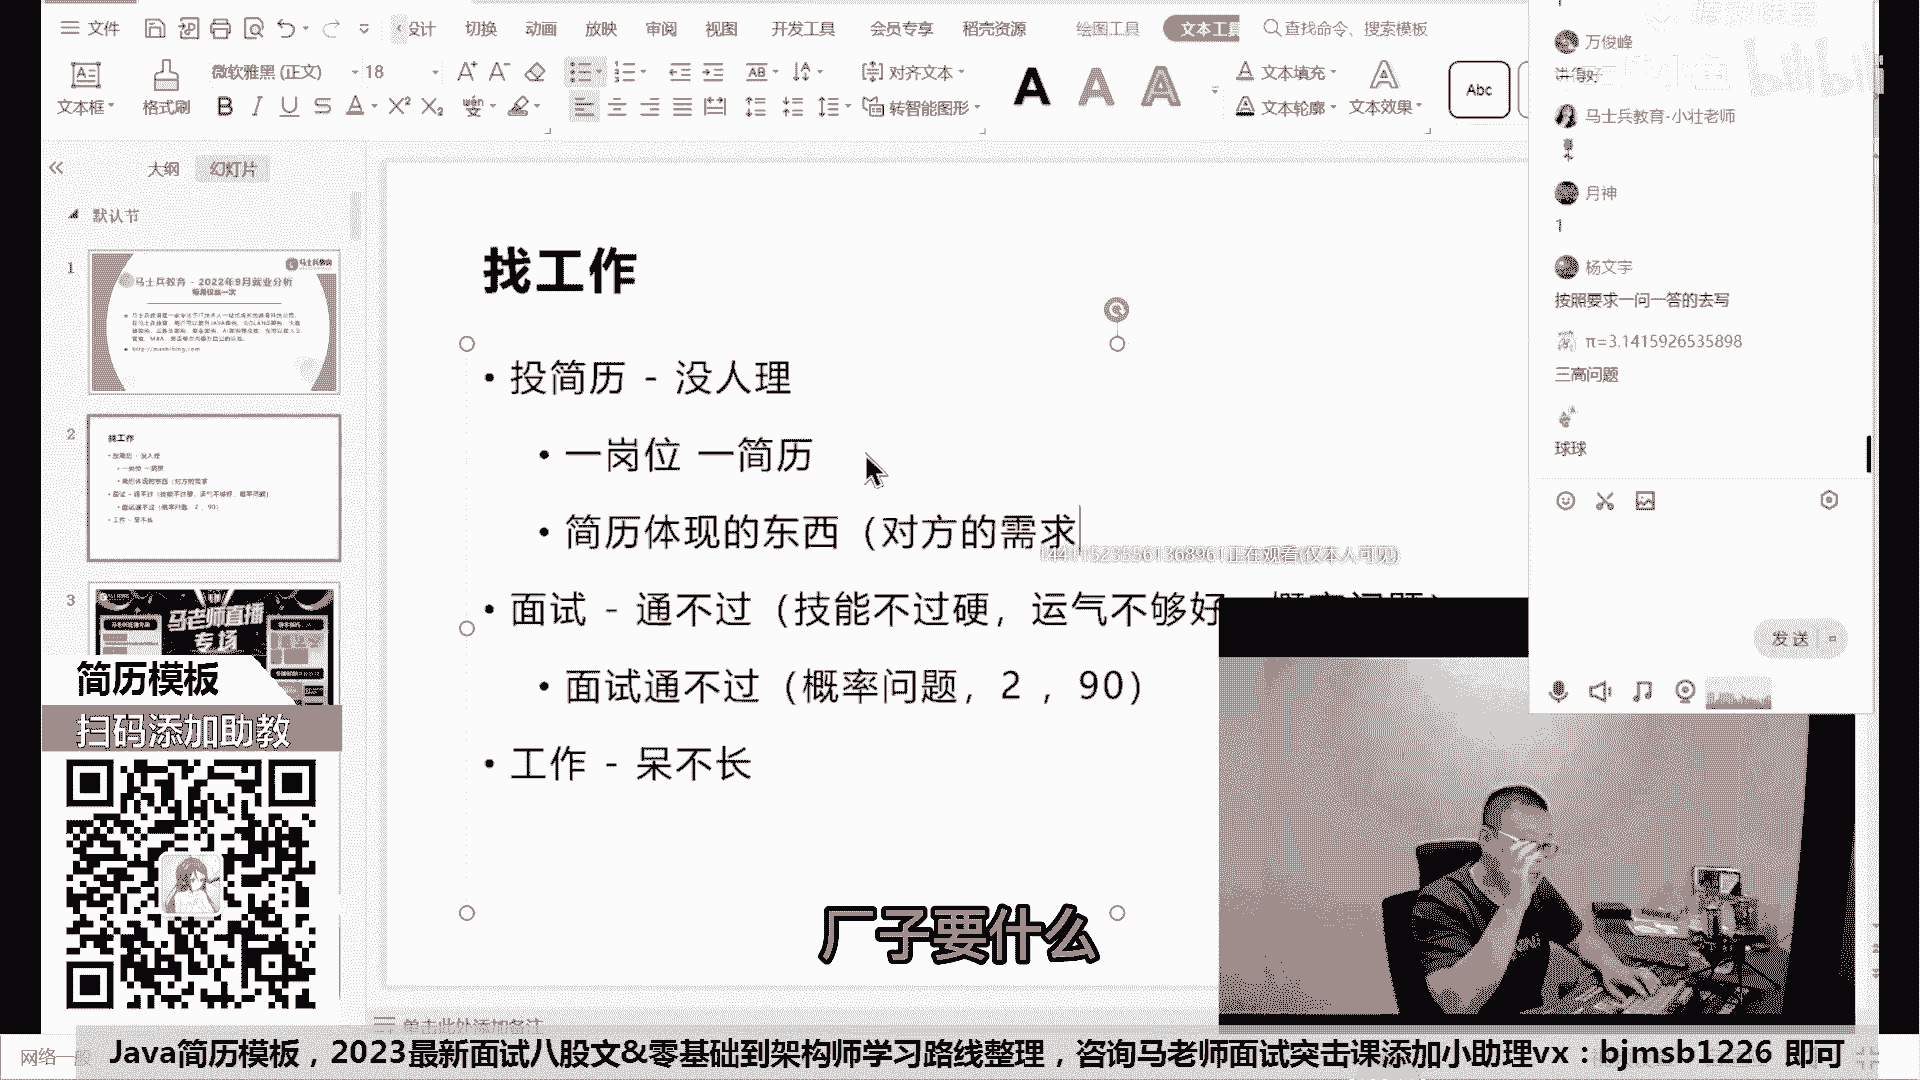 文件
设计
切换
动画
放映
审阅
视图
开发工具
会员专享
稻壳资源
绘图工具
文本工具
查找命令、搜索模板
微软雅黑 (正文)
18
对齐文本
文本填充
文本框
格式刷
转智能图形
文本轮廓
文本效果
Abc
大纲
幻灯片
默认节
1
马士兵教育 - 2022年9月就业分析
2
3
马老师直播
专场
找工作
• 投简历 - 没人理
• 一岗位 一简历
• 简历体现的东西（对方的需求
1441152355613689611正在观看(仅本人可见)
• 面试 - 通不过（技能不过硬，运气不够好
• 面试通不过（概率问题，2 ，90）
• 工作 - 呆不长
万俊峰
讲得好
马士兵教育-小壮老师
月神
1
杨文宇
按照要求一问一答的去写
π=3.1415926535898
三高问题
球球
发送
简历模板
扫码添加助教
厂子要什么
单击此处添加备注
网络一般
Java简历模板，2023最新面试八股文&零基础到架构师学习路线整理，咨询马老师面试突击课添加小助理vx：bjmsb1226 即可